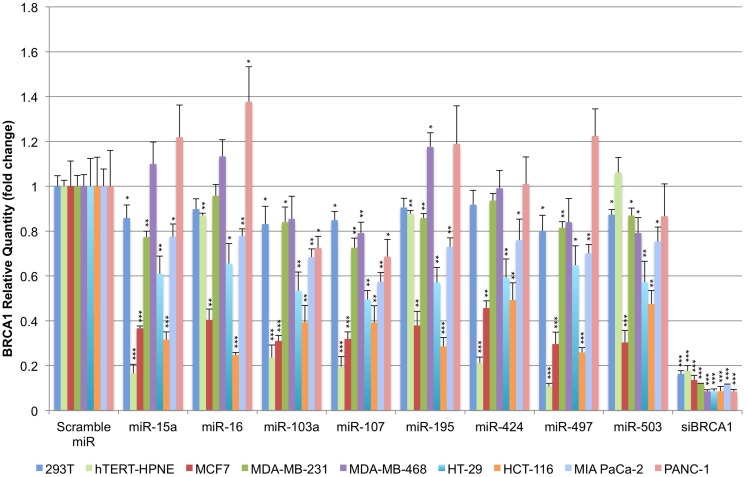 1.8
1.6
1.4
1.2
1
0.8
0.6
0.4
0.2
0
BRCA1 Relative Quantity (fold change)
Scramble miR-15a miR-16 miR-103a miR-107 miR-195 miR-424 miR-497 miR-503 siBRCA1
miR
293T hTERT-HPNE MCF7 MDA-MB-231 MDA-MB-468 HT-29 HCT-116 MIA PaCa-2 PANC-1